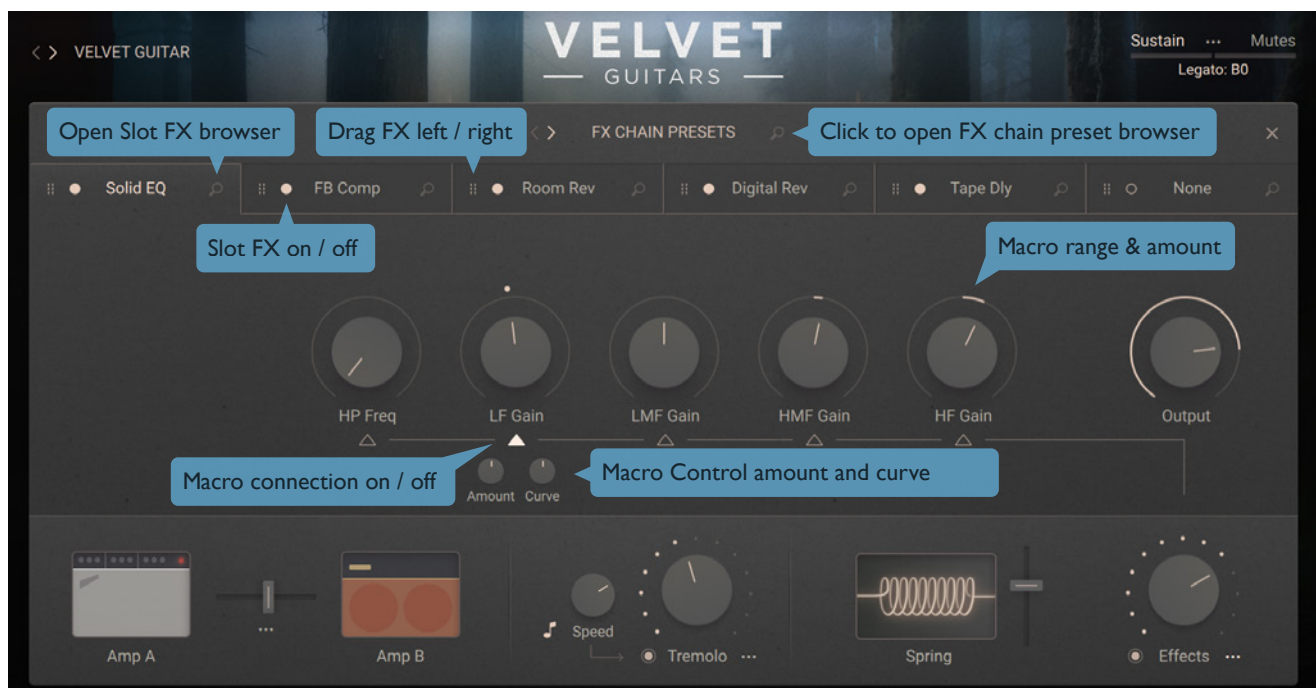 VELVET GUITAR
VELVET
GUITARS
Sustain ... Mutes
Legato: B0
Open Slot FX browser
Drag FX left / right
FX CHAIN PRESETS
Click to open FX chain preset browser
Solid EQ
FB Comp
Room Rev
Digital Rev
Tape Dly
None
Slot FX on / off
Macro range & amount
HP Freq
LF Gain
LMF Gain
HMF Gain
HF Gain
Output
Macro connection on / off
Amount
Curve
Macro Control amount and curve
Amp A
Amp B
Speed
Tremolo
Spring
Effects